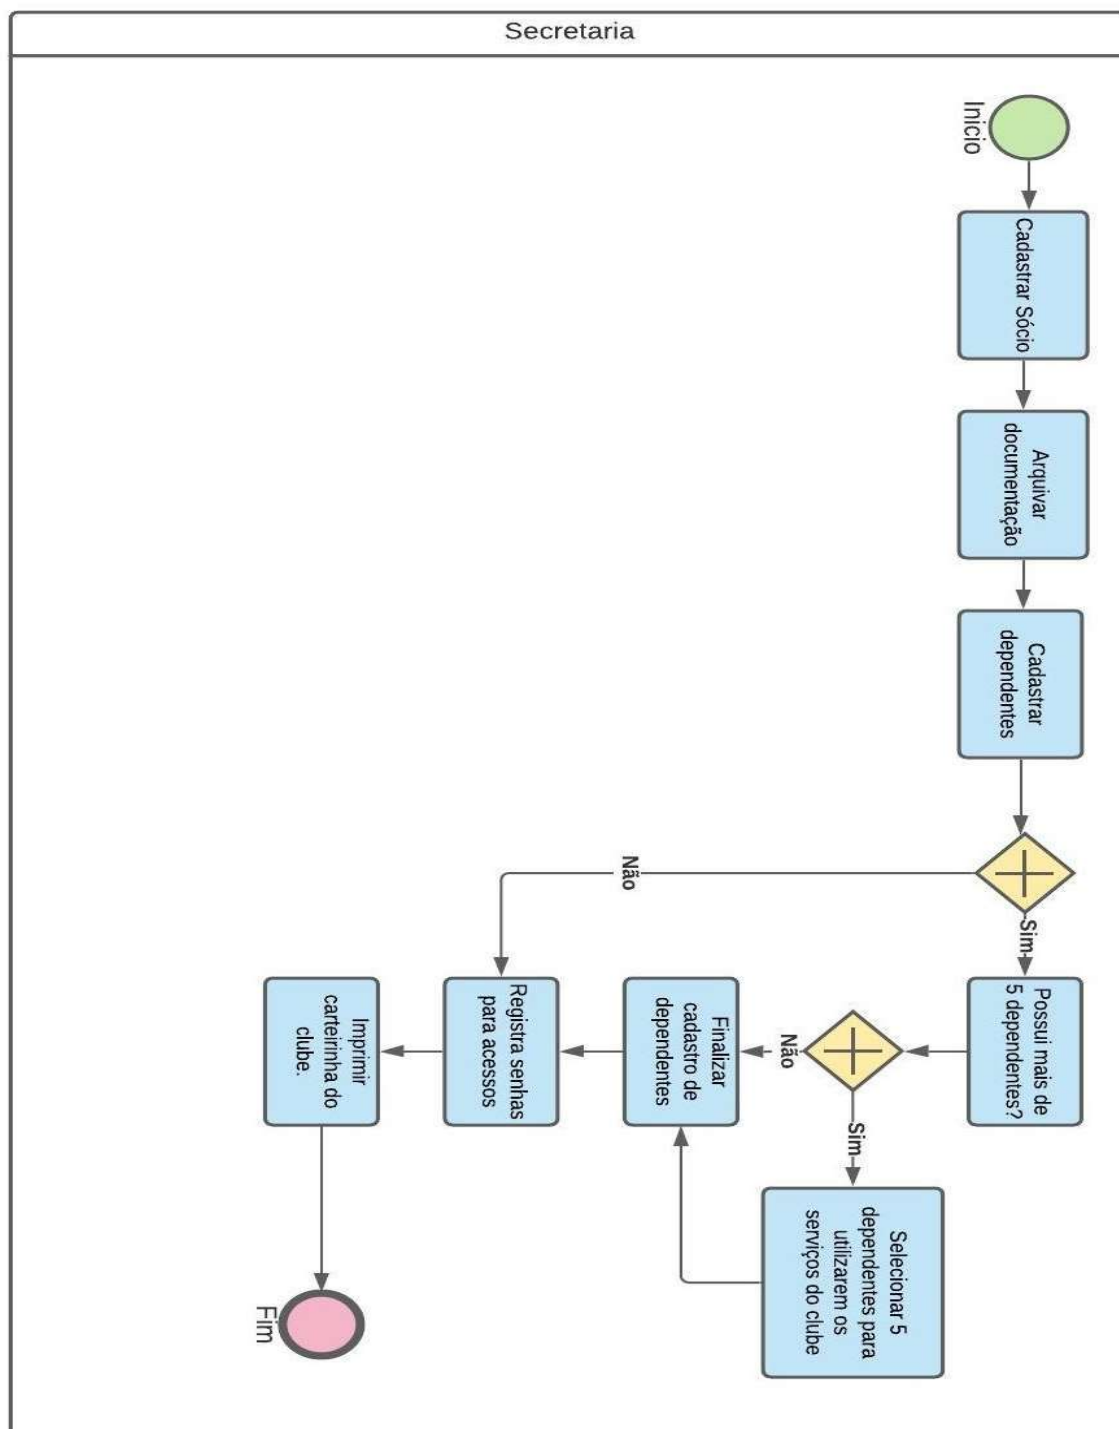 Secretaria
Inicio
Cadastrar Sócio
Arquivar
documentação
Cadastrar
dependentes
Sim
Não
Possui mais de
5 dependentes?
Sim
Não
Selecionar 5
dependentes para
utilizarem os
serviços do clube
Finalizar
cadastro de
dependentes
Registra senhas
para acessos
Imprimir
carteirinha do
clube.
Fim